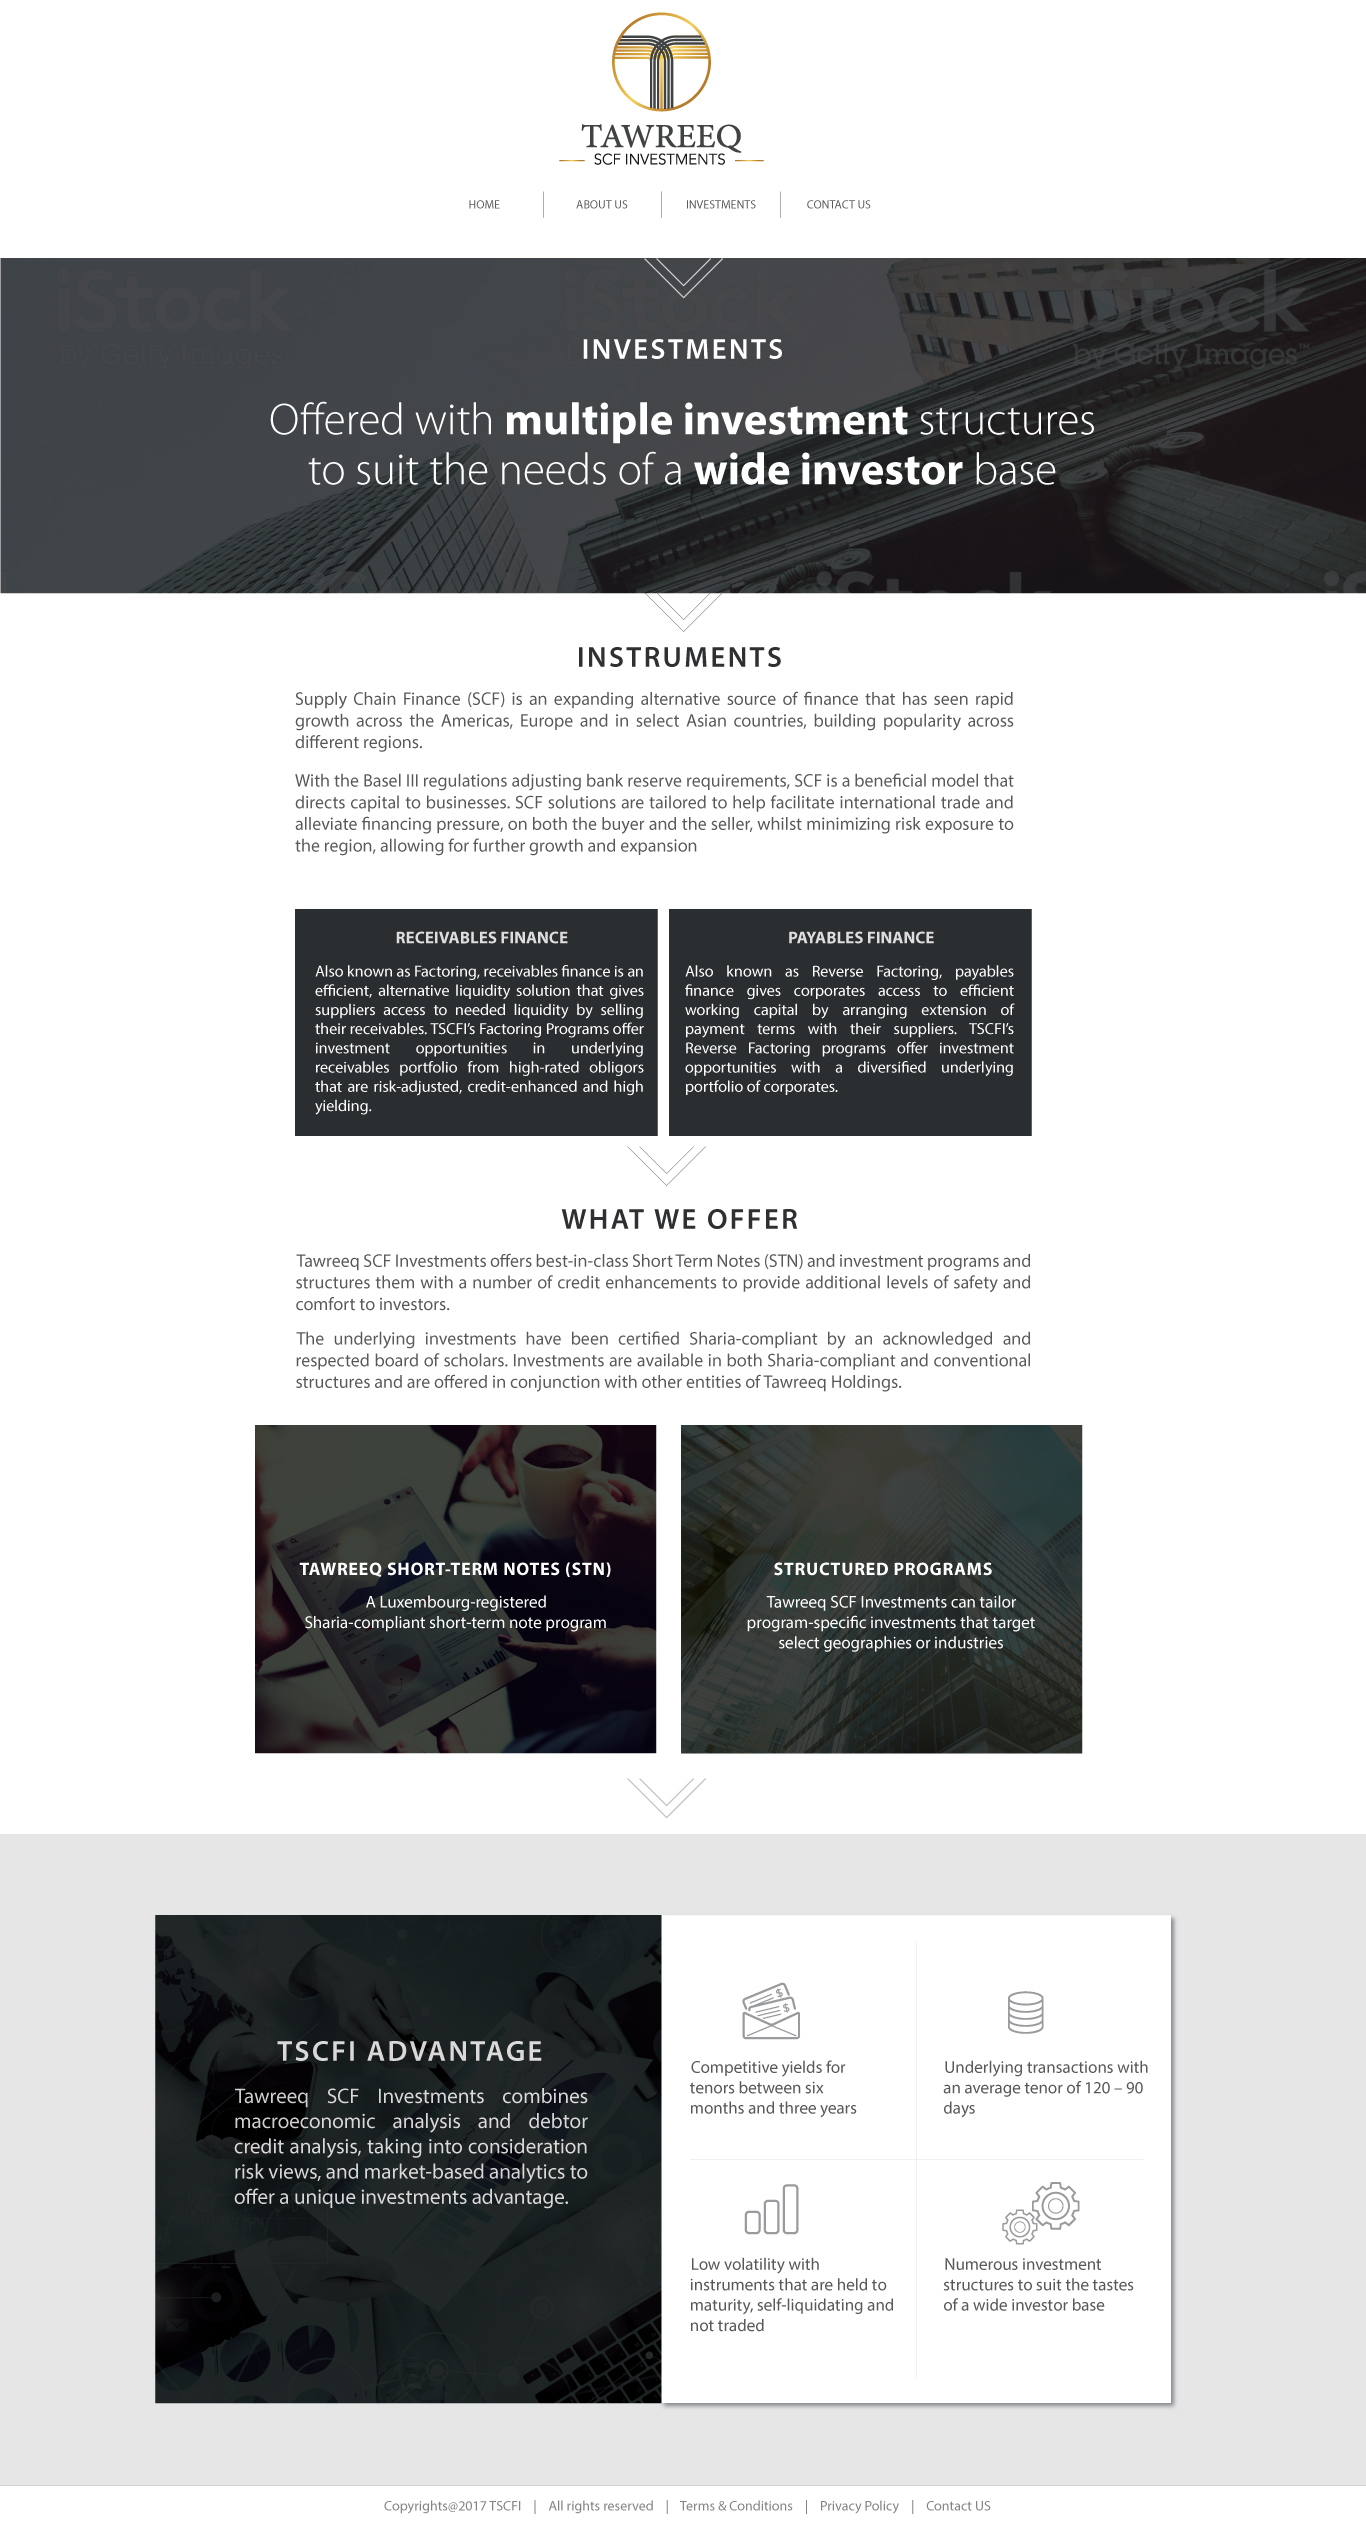 TAWREEQ
SCF INVESTMENTS
HOME
ABOUT US
INVESTMENTS
CONTACT US
iStock
by Getty Images
iStock
iStock
by Getty Images™
INVESTMENTS
Offered with multiple investment structures
to suit the needs of a wide investor base
iStock
INSTRUMENTS
Supply Chain Finance (SCF) is an expanding alternative source of finance that has seen rapid
growth across the Americas, Europe and in select Asian countries, building popularity across
different regions.
With the Basel III regulations adjusting bank reserve requirements, SCF is a beneficial model that
directs capital to businesses. SCF solutions are tailored to help facilitate international trade and
alleviate financing pressure, on both the buyer and the seller, whilst minimizing risk exposure to
the region, allowing for further growth and expansion
RECEIVABLES FINANCE
Also known as Factoring, receivables finance is an
efficient, alternative liquidity solution that gives
suppliers access to needed liquidity by selling
their receivables. TSCFI’s Factoring Programs offer
investment opportunities in underlying
receivables portfolio from high-rated obligors
that are risk-adjusted, credit-enhanced and high
yielding.
PAYABLES FINANCE
Also known as Reverse Factoring, payables
finance gives corporates access to efficient
working capital by arranging extension of
payment terms with their suppliers. TSCFI’s
Reverse Factoring programs offer investment
opportunities with a diversified underlying
portfolio of corporates.
WHAT WE OFFER
Tawreeq SCF Investments offers best-in-class Short Term Notes (STN) and investment programs and
structures them with a number of credit enhancements to provide additional levels of safety and
comfort to investors.
The underlying investments have been certified Sharia-compliant by an acknowledged and
respected board of scholars. Investments are available in both Sharia-compliant and conventional
structures and are offered in conjunction with other entities of Tawreeq Holdings.
TAWREEQ SHORT-TERM NOTES (STN)
A Luxembourg-registered
Sharia-compliant short-term note program
STRUCTURED PROGRAMS
Tawreeq SCF Investments can tailor
program-specific investments that target
select geographies or industries
TSCFI ADVANTAGE
Tawreeq SCF Investments combines
macroeconomic analysis and debtor
credit analysis, taking into consideration
risk views, and market-based analytics to
offer a unique investments advantage.
Competitive yields for
tenors between six
months and three years
Underlying transactions with
an average tenor of 120 – 90
days
Low volatility with
instruments that are held to
maturity, self-liquidating and
not traded
Numerous investment
structures to suit the tastes
of a wide investor base
Copyrights@2017 TSCFI | All rights reserved | Terms & Conditions | Privacy Policy | Contact US